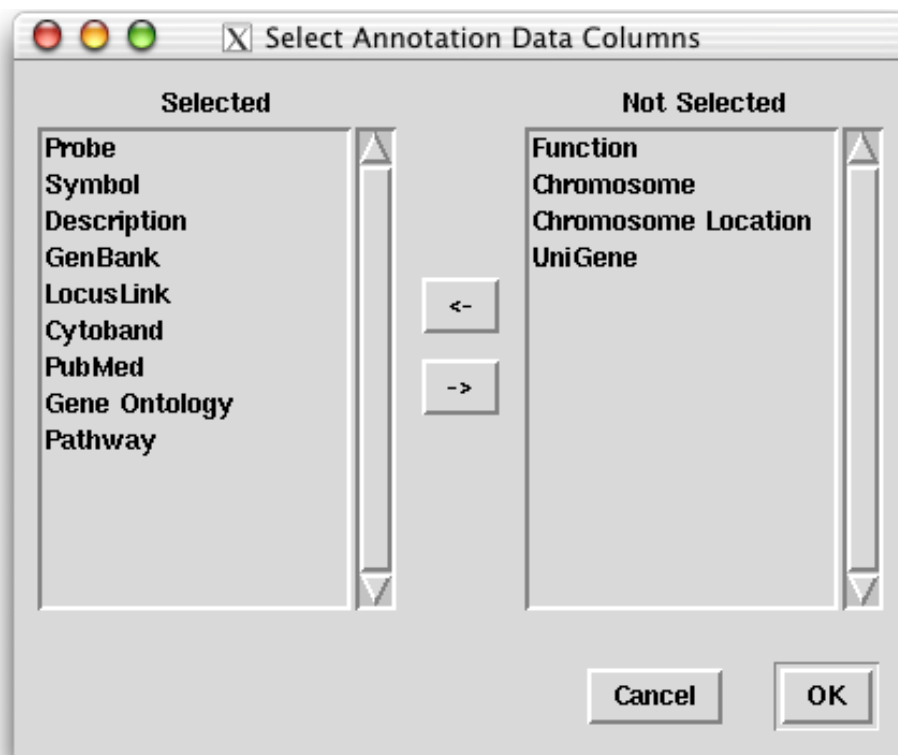 X Select Annotation Data Columns
Selected
Not Selected
Probe
Symbol
Description
GenBank
LocusLink
Cytoband
PubMed
Gene Ontology
Pathway
<-
->
Function
Chromosome
Chromosome Location
UniGene
Cancel
OK